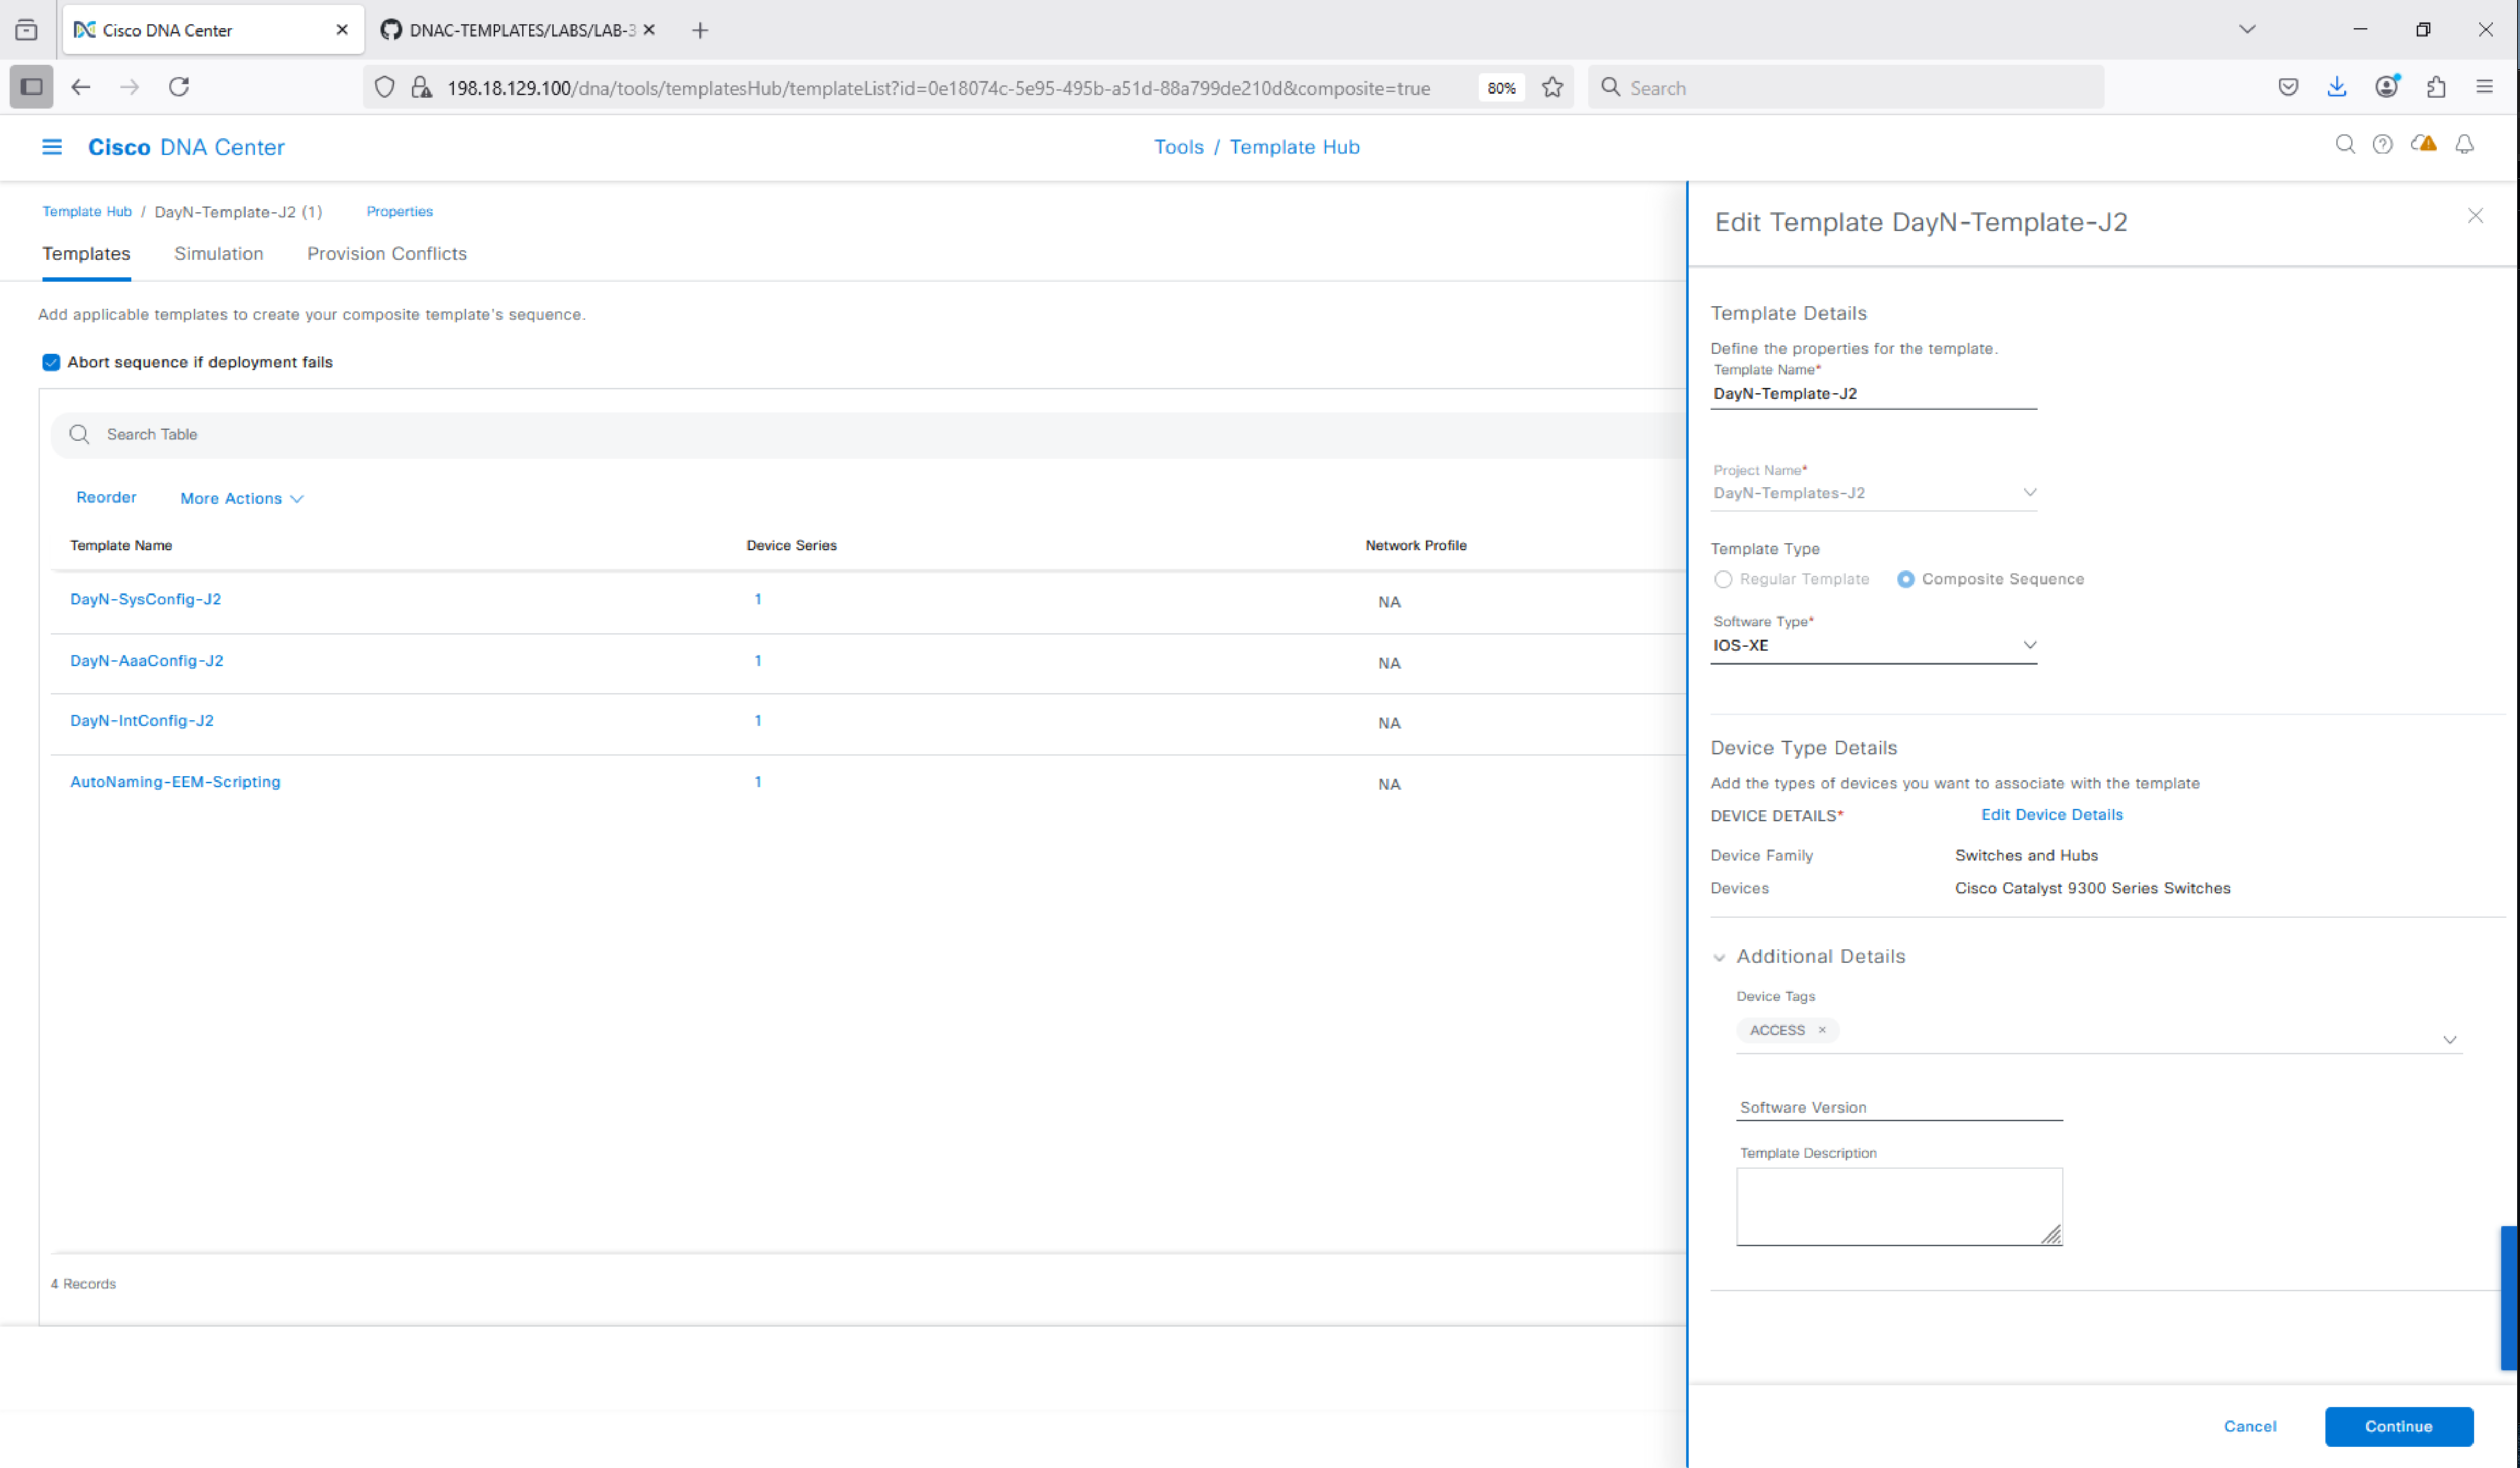 Cisco DNA Center
DNAC-TEMPLATES/LABS/LAB-3
198.18.129.100/dna/tools/templatesHub/templateList?id=0e18074c-5e95-495b-a51d-88a799de210d&composite=true
80%
Search
Cisco DNA Center
Tools / Template Hub
Template Hub / DayN-Template-J2 (1) Properties
Templates Simulation Provision Conflicts
Add applicable templates to create your composite template's sequence.
Abort sequence if deployment fails
Search Table
Reorder More Actions
Template Name Device Series Network Profile
DayN-SysConfig-J2 1 NA
DayN-AaaConfig-J2 1 NA
DayN-IntConfig-J2 1 NA
AutoNaming-EEM-Scripting 1 NA
4 Records
Edit Template DayN-Template-J2
Template Details
Define the properties for the template.
Template Name*
DayN-Template-J2
Project Name*
DayN-Templates-J2
Template Type
Regular Template Composite Sequence
Software Type*
IOS-XE
Device Type Details
Add the types of devices you want to associate with the template
DEVICE DETAILS* Edit Device Details
Device Family Switches and Hubs
Devices Cisco Catalyst 9300 Series Switches
Additional Details
Device Tags
ACCESS ×
Software Version
Template Description
Cancel Continue